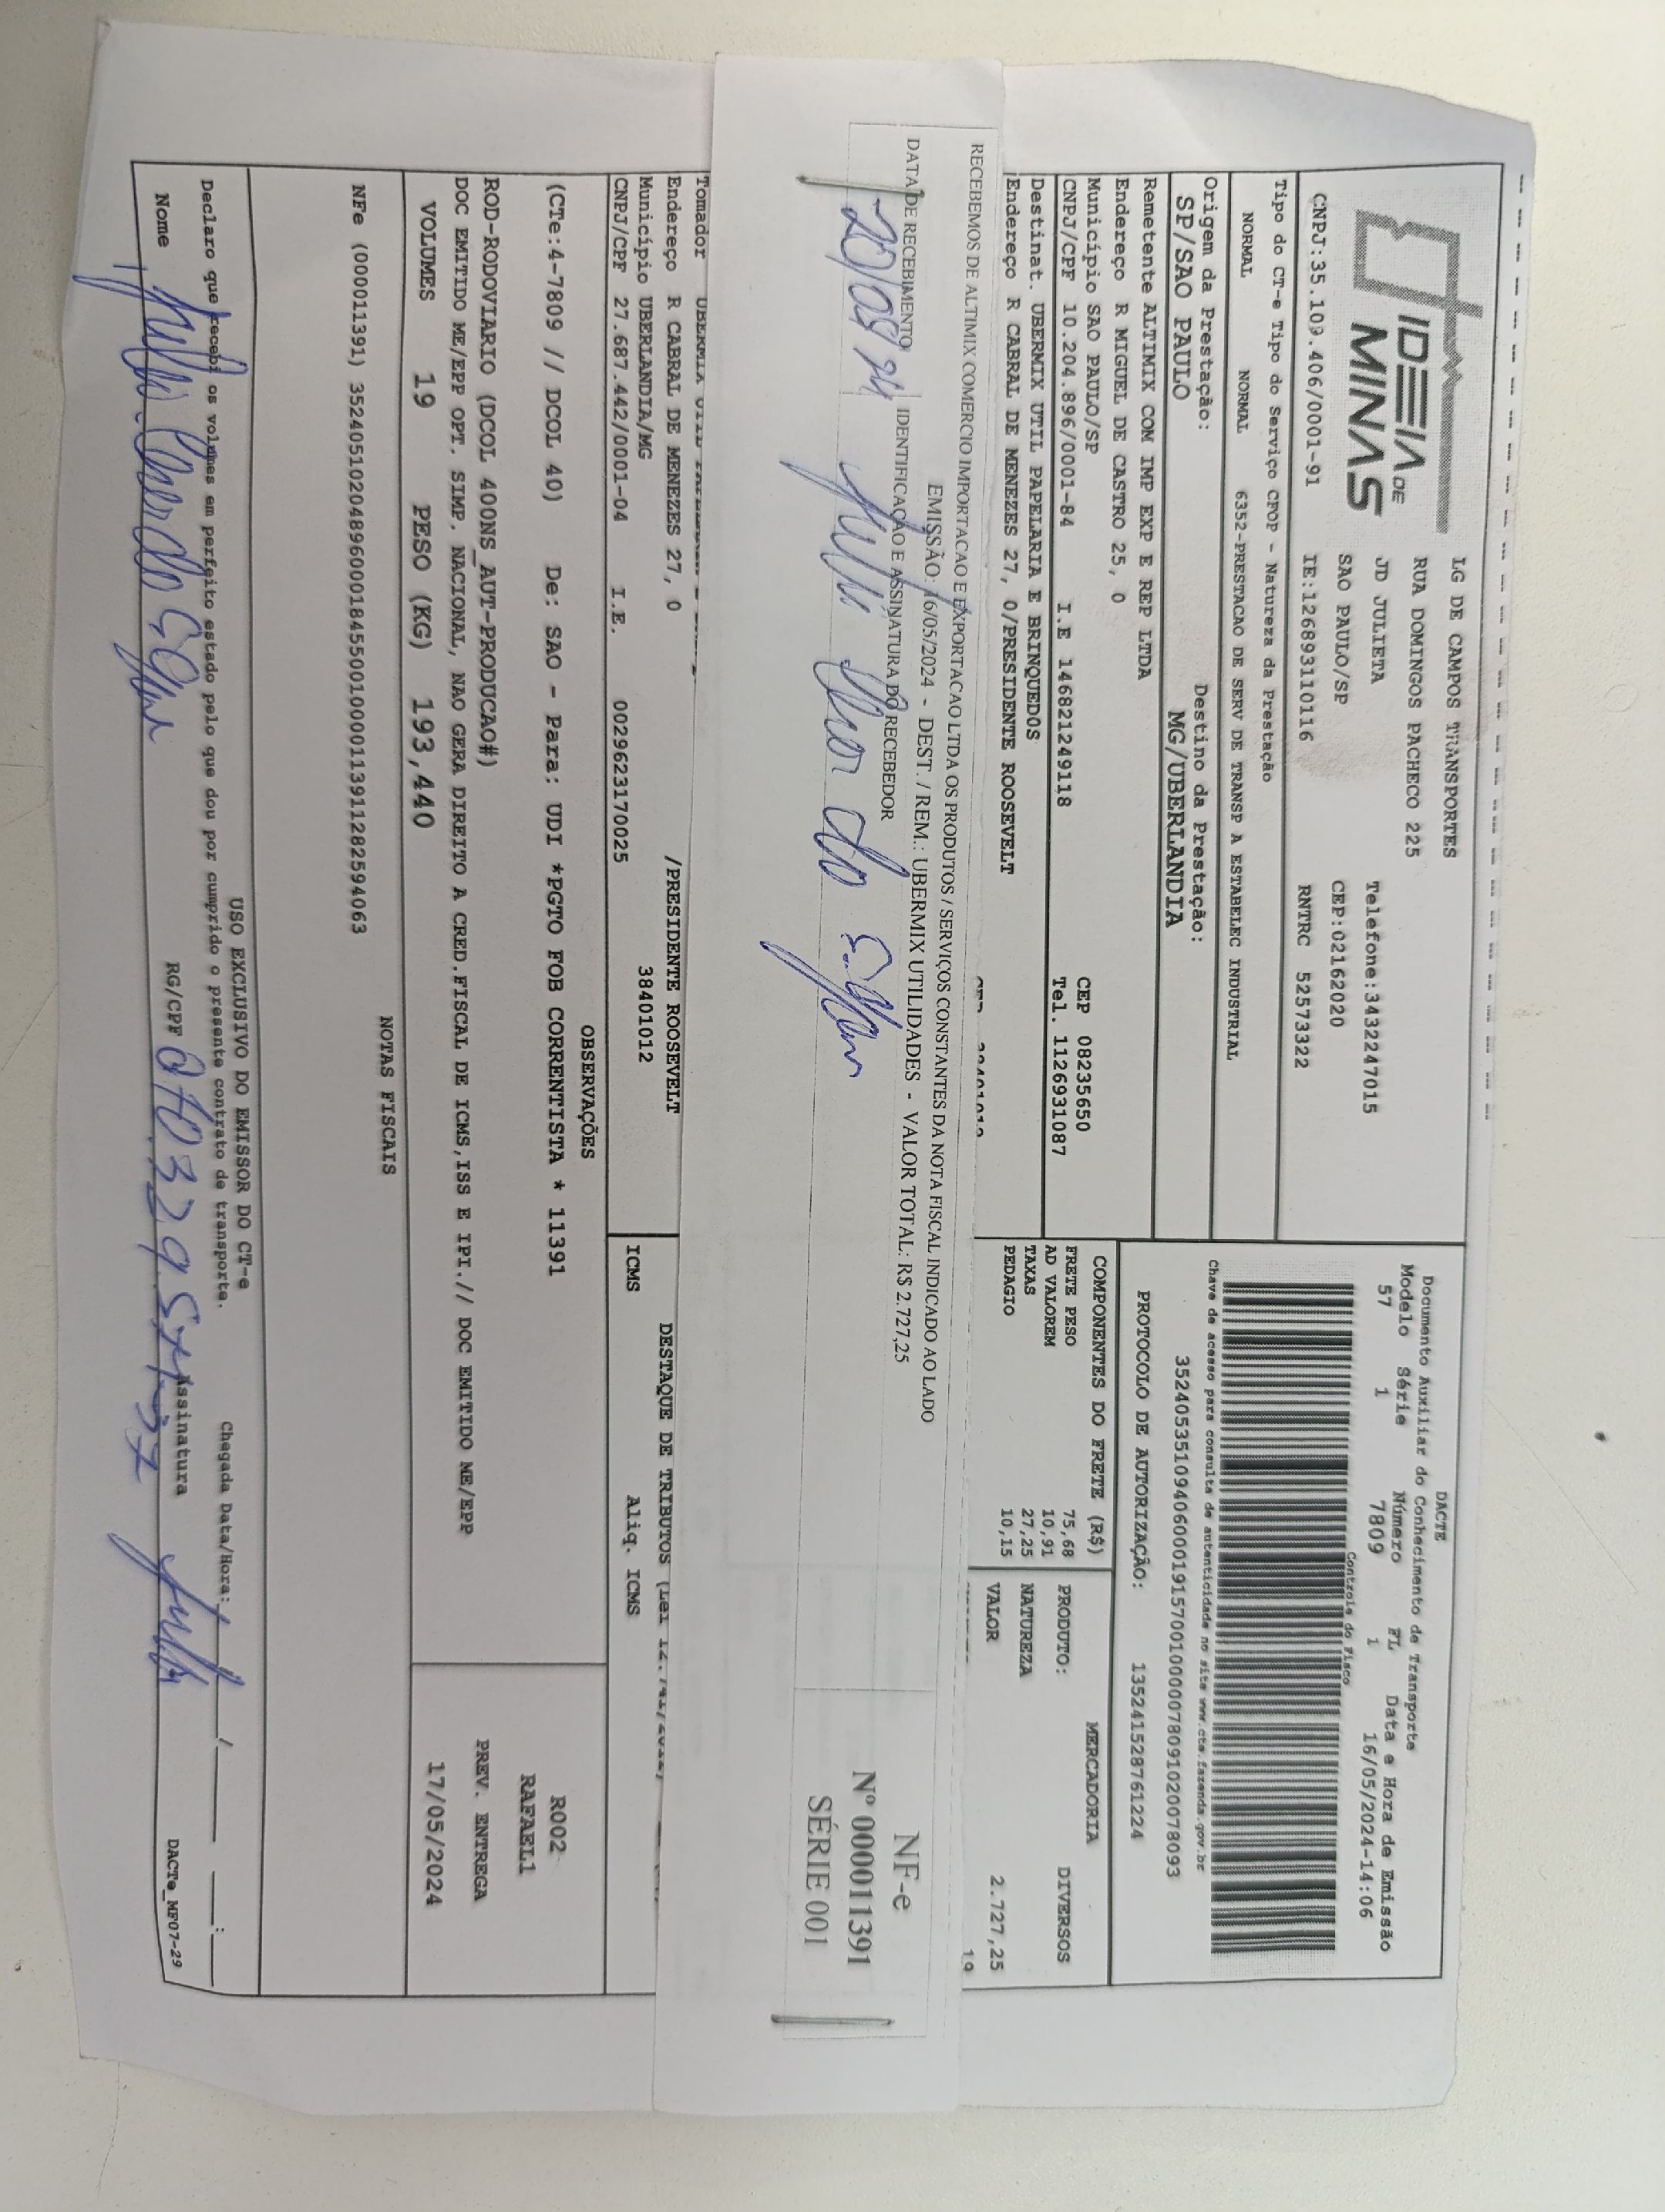 IDEIA DE
MINAS
LG DE CAMPOS TRANSPORTES
RUA DOMINGOS PACHECO 225
JD JULIETA
SAO PAULO/SP
Telefone:3432247015
CEP:02162020
CNPJ:35.109.406/0001-91 IE:126893110116 RNTRC 52573322
DACTE
Documento Auxiliar do Conhecimento de Transporte
Modelo Série Número FL Data e Hora de Emissão
57 1 7809 1 16/05/2024-14:06
Controle do Fisco
Tipo do CT-e Tipo do Serviço CFOP - Natureza da Prestação
NORMAL NORMAL 6352-PRESTACAO DE SERV DE TRANSP A ESTABELEC INDUSTRIAL
Chave de acesso para consulta de autenticidade no site www.cte.fazenda.gov.br
35240535109406000191570010000078091020078093
Origem da Prestação: Destino da Prestação:
SP/SAO PAULO MG/UBERLANDIA
PROTOCOLO DE AUTORIZAÇÃO: 135241528761224
Remetente ALTIMIX COM IMP EXP E REP LTDA
Endereço R MIGUEL DE CASTRO 25, 0
Município SAO PAULO/SP CEP 08235650
CNPJ/CPF 10.204.896/0001-84 I.E 146821249118 Tel. 1126931087
Destinat. UBERMIX UTIL PAPELARIA E BRINQUEDOS
Endereço R CABRAL DE MENEZES 27, 0/PRESIDENTE ROOSEVELT
COMPONENTES DO FRETE (R$)
FRETE PESO 75,68
AD VALOREM 10,91
TAXAS 27,25
PEDAGIO 10,15
MERCADORIA
PRODUTO: DIVERSOS
NATUREZA
VALOR 2.727,25
19
RECEBEMOS DE ALTIMIX COMERCIO IMPORTACAO E EXPORTACAO LTDA OS PRODUTOS / SERVIÇOS CONSTANTES DA NOTA FISCAL INDICADO AO LADO
EMISSÃO: 16/05/2024 - DEST. / REM.: UBERMIX UTILIDADES - VALOR TOTAL: R$ 2.727,25
DATA DE RECEBIMENTO IDENTIFICAÇÃO E ASSINATURA DO RECEBEDOR
NF-e
Nº 000011391
SÉRIE 001
Tomador
Endereço R CABRAL DE MENEZES 27, 0 /PRESIDENTE ROOSEVELT
Município UBERLANDIA/MG 38401012
CNPJ/CPF 27.687.442/0001-04 I.E. 0029623170025
DESTAQUE DE TRIBUTOS
ICMS Aliq. ICMS
OBSERVAÇÕES
(CTe:4-7809 // DCOL 40) De: SAO - Para: UDI *PGTO FOB CORRENTISTA * 11391
ROD-RODOVIARIO (DCOL 400NS_AUT-PRODUCAO#)
DOC EMITIDO ME/EPP OPT. SIMP. NACIONAL, NAO GERA DIREITO A CRED.FISCAL DE ICMS,ISS E IPI.// DOC EMITIDO ME/EPP
R002
RAFAEL1
VOLUMES 19 PESO (KG) 193,440
PREV. ENTREGA
17/05/2024
NOTAS FISCAIS
NFe (000011391) 35240510204896000184550010000113911282594063
USO EXCLUSIVO DO EMISSOR DO CT-e
Declaro que recebi os volumes em perfeito estado pelo que dou por cumprido o presente contrato de transporte.
Chegada Data/Hora: / / :
Nome RG/CPF Assinatura
DACTe_MF07-29